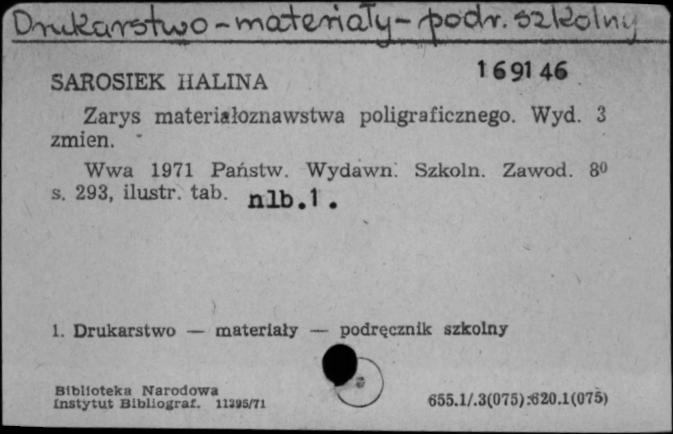 Drukarstwo - materiały - podr. szkolny
169146
SAROSIEK HALINA
Zarys materiałoznawstwa poligraficznego. Wyd. 3
zmien.
Wwa 1971 Państw. Wydawn. Szkoln. Zawod. 8⁰
s. 293, ilustr. tab. nlb.1.
1. Drukarstwo — materiały — podręcznik szkolny
Biblioteka Narodowa
Instytut Bibliograf. 11295/71
655.1/.3(075):620.1(075)